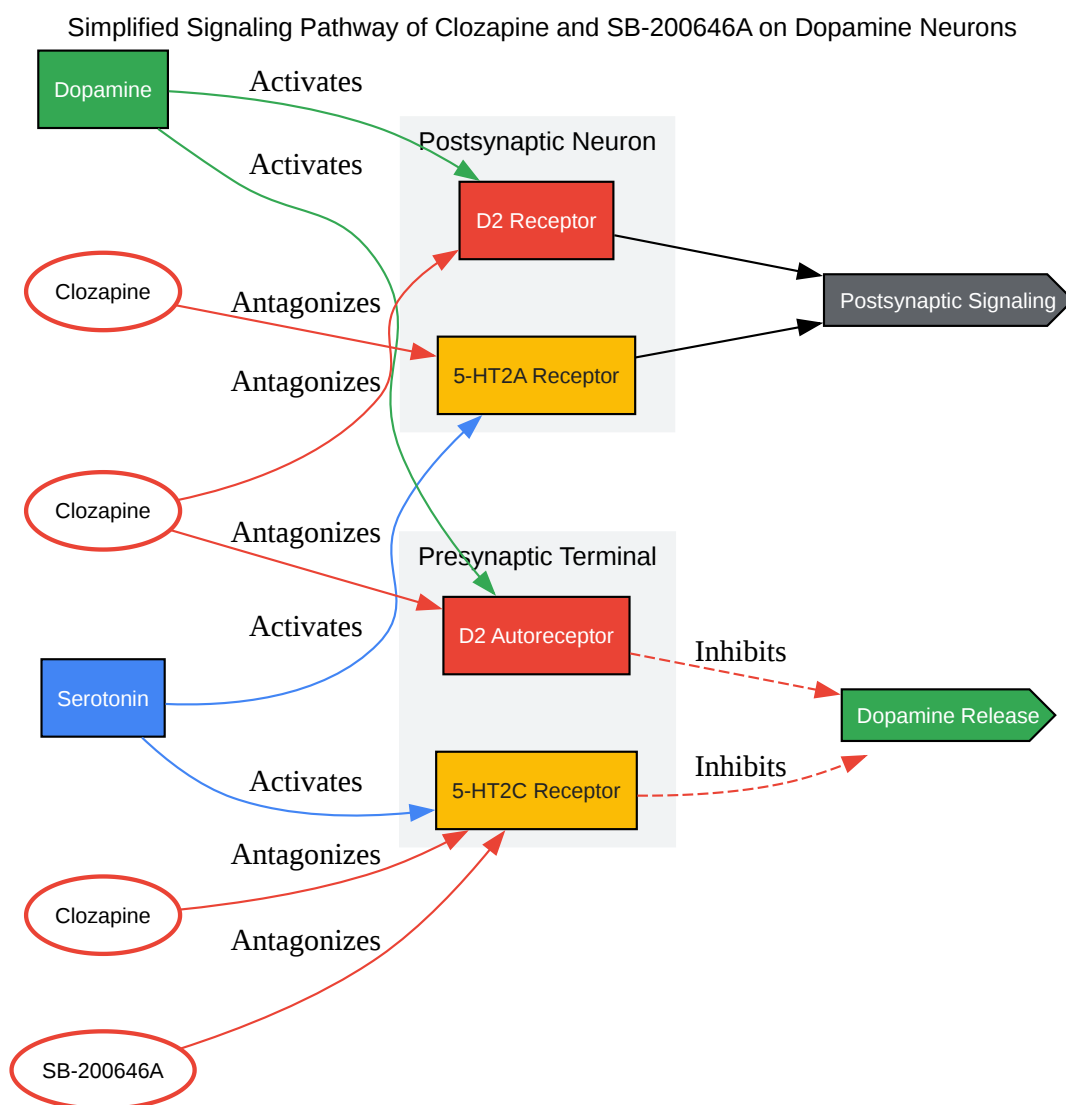 Simplified Signaling Pathway of Clozapine and SB-200646A on Dopamine Neurons
Dopamine
Activates
Activates
Postsynaptic Neuron
D2 Receptor
Clozapine
Antagonizes
Postsynaptic Signaling
5-HT2A Receptor
Antagonizes
Clozapine
Antagonizes
Presynaptic Terminal
D2 Autoreceptor
Activates
Inhibits
Serotonin
Dopamine Release
Activates
Inhibits
5-HT2C Receptor
Antagonizes
Clozapine
Antagonizes
SB-200646A